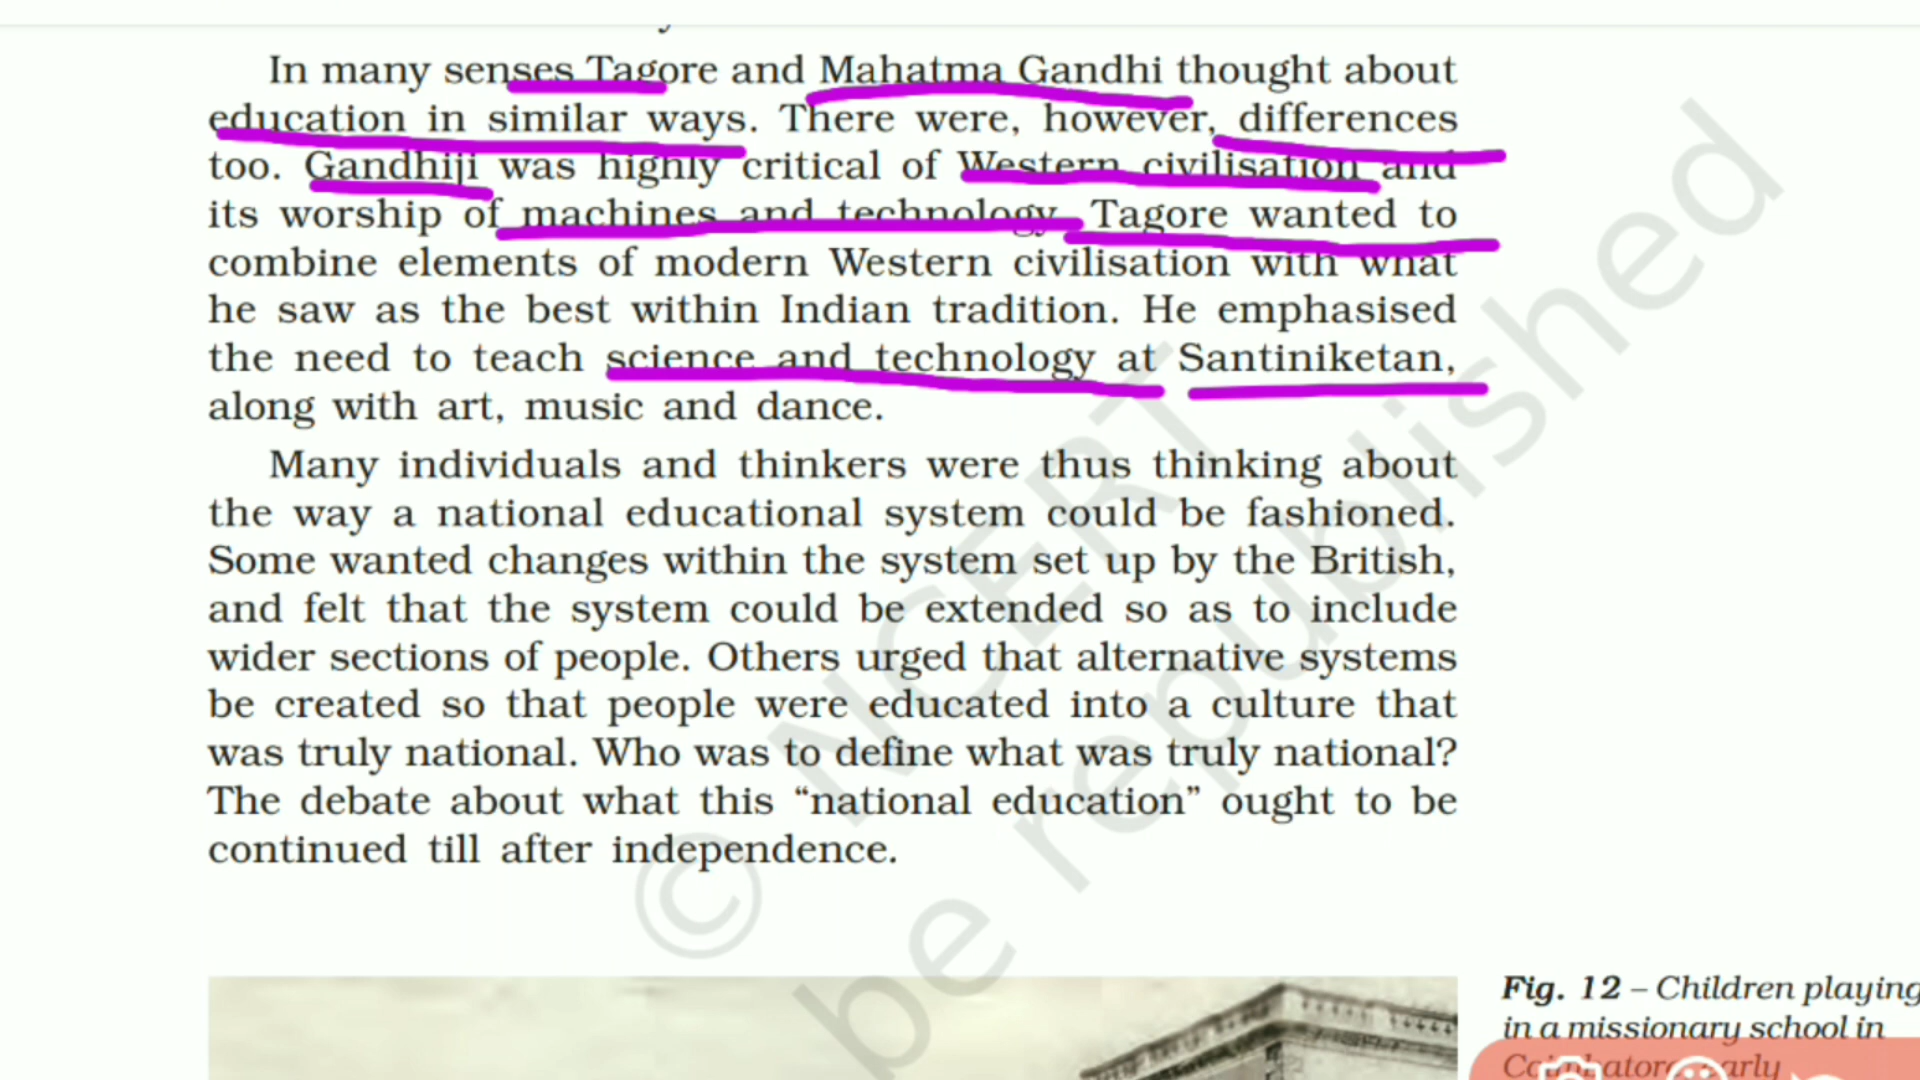 In many senses Tagore and Mahatma Gandhi thought about
education in similar ways. There were, however, differences
too. Gandhiji was highly critical of Western civilisation and
its worship of machines and technology. Tagore wanted to
combine elements of modern Western civilisation with what
he saw as the best within Indian tradition. He emphasised
the need to teach science and technology at Santiniketan,
along with art, music and dance.
Many individuals and thinkers were thus thinking about
the way a national educational system could be fashioned.
Some wanted changes within the system set up by the British,
and felt that the system could be extended so as to include
wider sections of people. Others urged that alternative systems
be created so that people were educated into a culture that
was truly national. Who was to define what was truly national?
The debate about what this “national education” ought to be
continued till after independence.
© NCERT
be republished
Fig. 12 – Children playing
in a missionary school in
Coimbatore, early